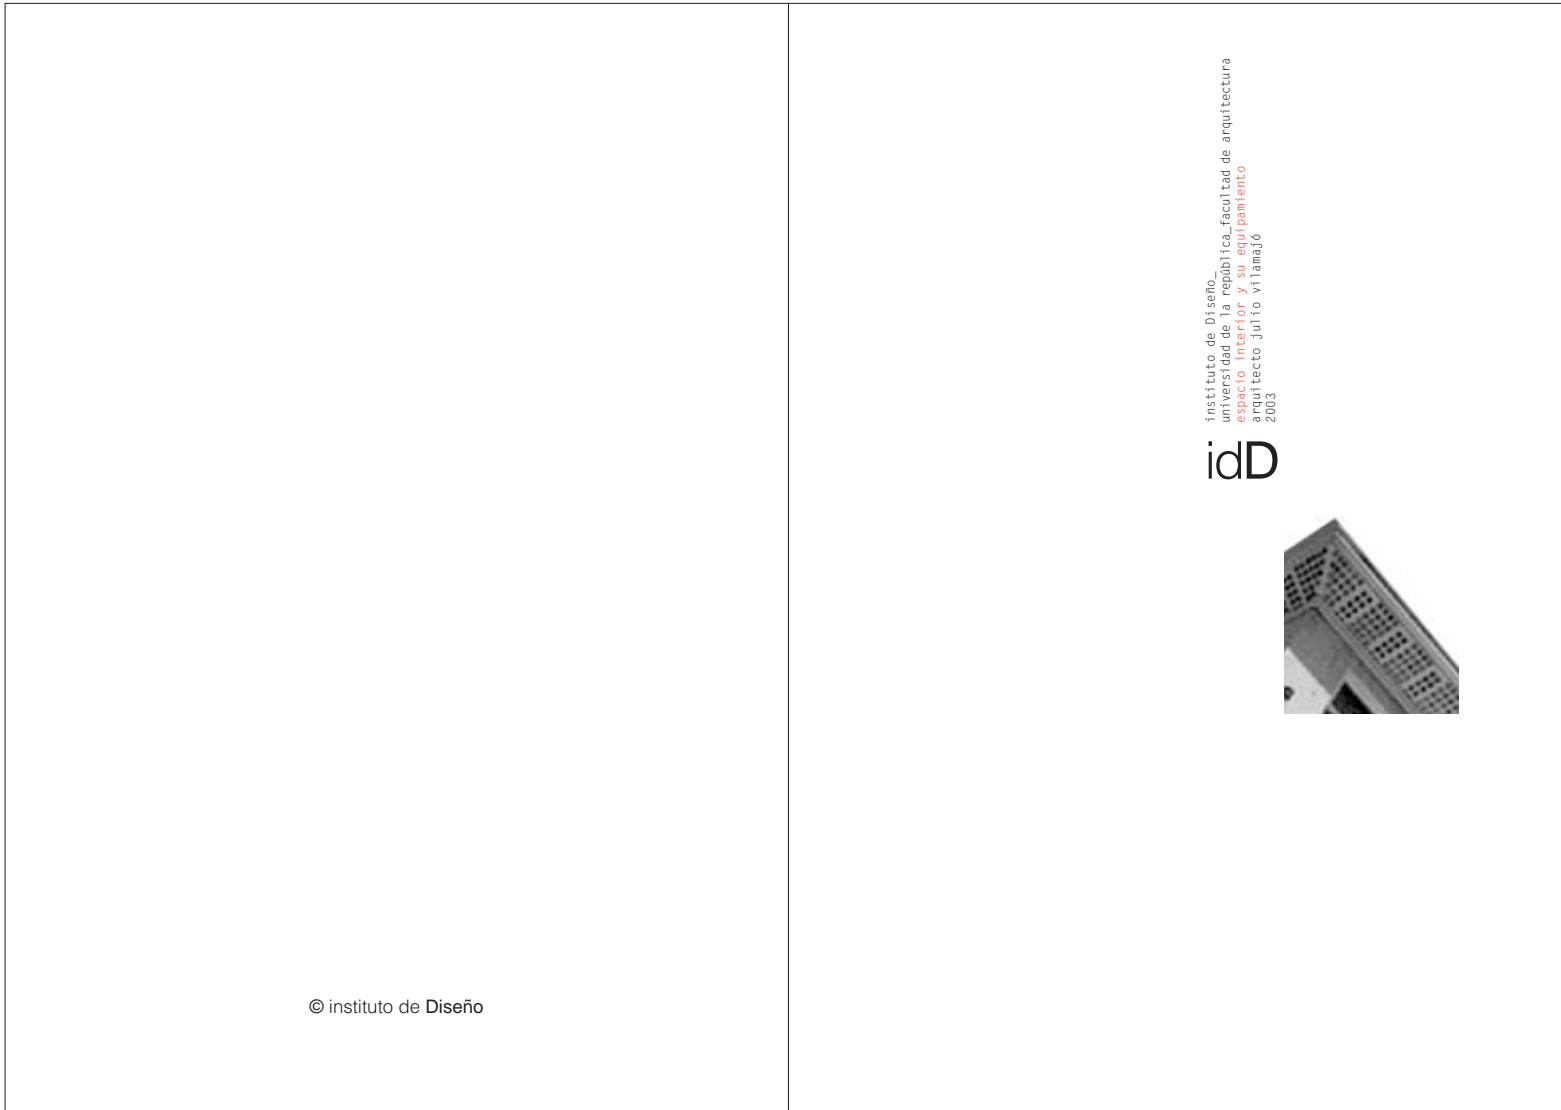 © instituto de Diseño
instituto de Diseño_
universidad de la república_facultad de arquitectura
espacio interior y su equipamiento
arquitecto julio vilamajó
2003
idD